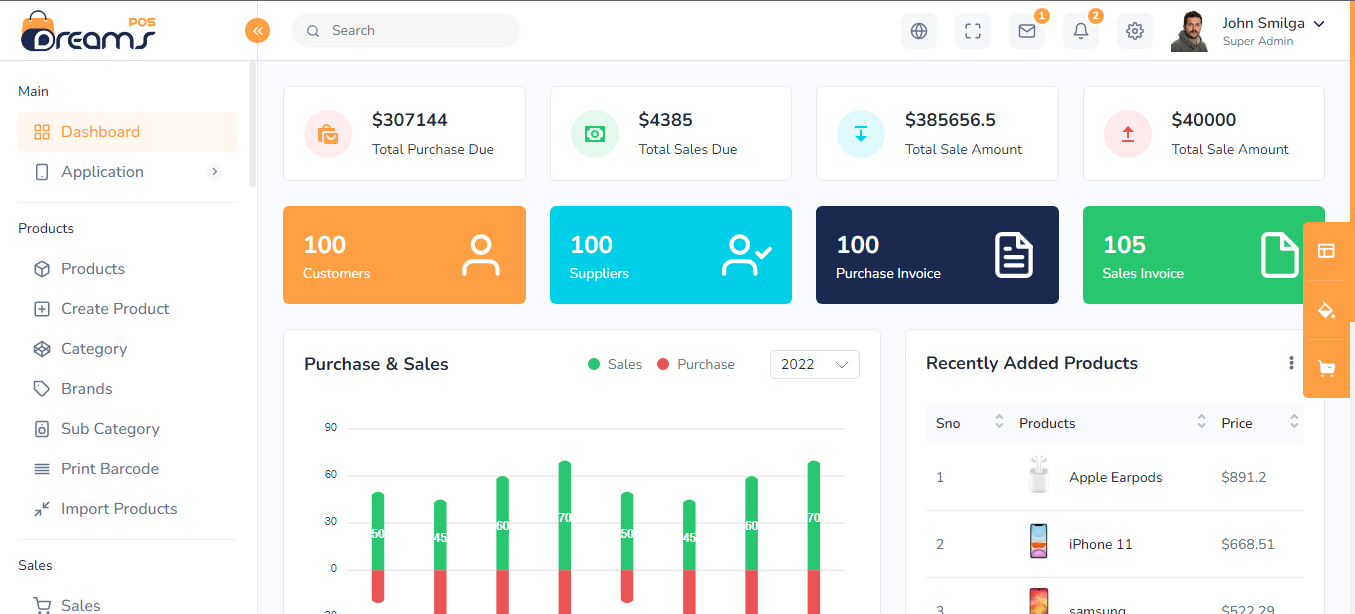 POS
Dreams
Search
1
2
John Smilga
Super Admin
Main
Dashboard
Application
Products
Products
Create Product
Category
Brands
Sub Category
Print Barcode
Import Products
Sales
Sales
$307144
Total Purchase Due
$4385
Total Sales Due
$385656.5
Total Sale Amount
$40000
Total Sale Amount
100
Customers
100
Suppliers
100
Purchase Invoice
105
Sales Invoice
Purchase & Sales
Sales
Purchase
2022
90
60
30
0
50
45
60
70
50
45
60
70
Recently Added Products
Sno Products Price
1 Apple Earpods $891.2
2 iPhone 11 $668.51
3 samsung $522.29